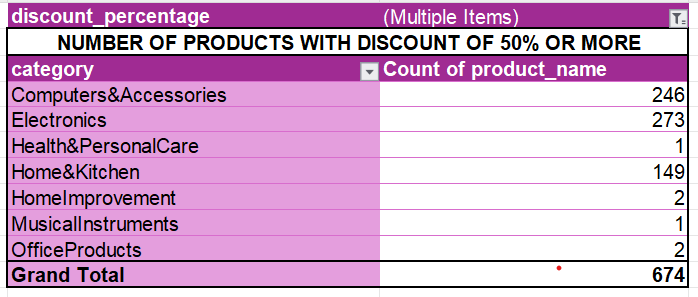 discount_percentage (Multiple Items)
NUMBER OF PRODUCTS WITH DISCOUNT OF 50% OR MORE
category Count of product_name
Computers&Accessories 246
Electronics 273
Health&PersonalCare 1
Home&Kitchen 149
HomeImprovement 2
MusicalInstruments 1
OfficeProducts 2
Grand Total 674